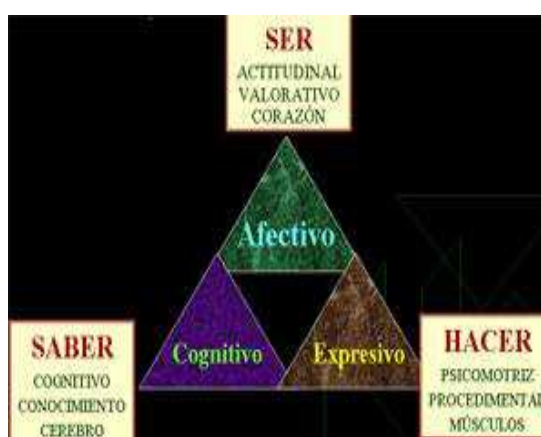 SER
ACTITUDINAL
VALORATIVO
CORAZÓN
Afectivo
Cognitivo
Expresivo
SABER
COGNITIVO
CONOCIMIENTO
CEREBRO
HACER
PSICOMOTRIZ
PROCEDIMENTAL
MÚSCULOS